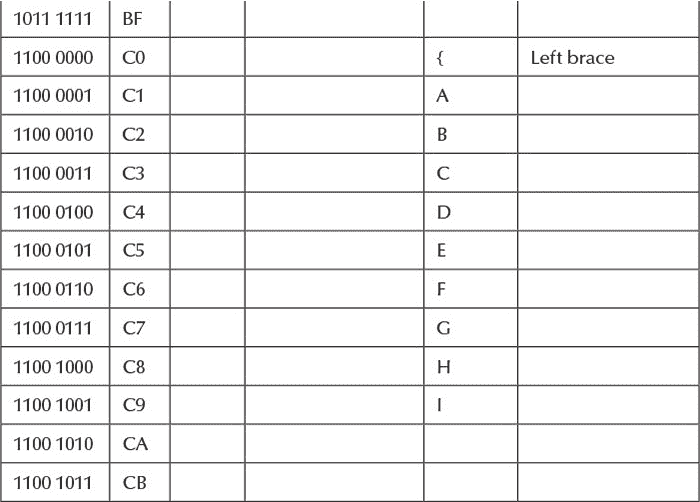 1011 1111 BF
1100 0000 C0 { Left brace
1100 0001 C1 A
1100 0010 C2 B
1100 0011 C3 C
1100 0100 C4 D
1100 0101 C5 E
1100 0110 C6 F
1100 0111 C7 G
1100 1000 C8 H
1100 1001 C9 I
1100 1010 CA
1100 1011 CB